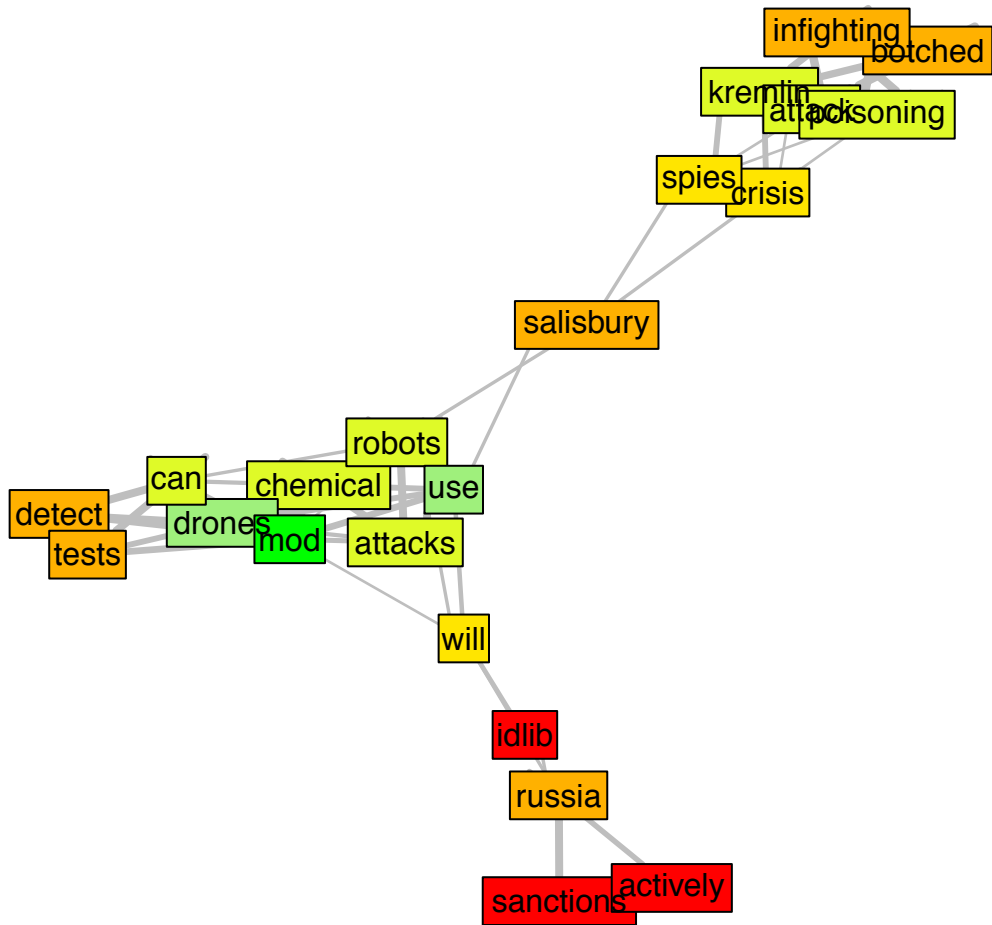 infighting
botched
kremlin
attack
poisoning
spies
crisis
salisbury
robots
can
chemical
use
detect
drones
mod
attacks
tests
will
idlib
russia
actively
sanctions